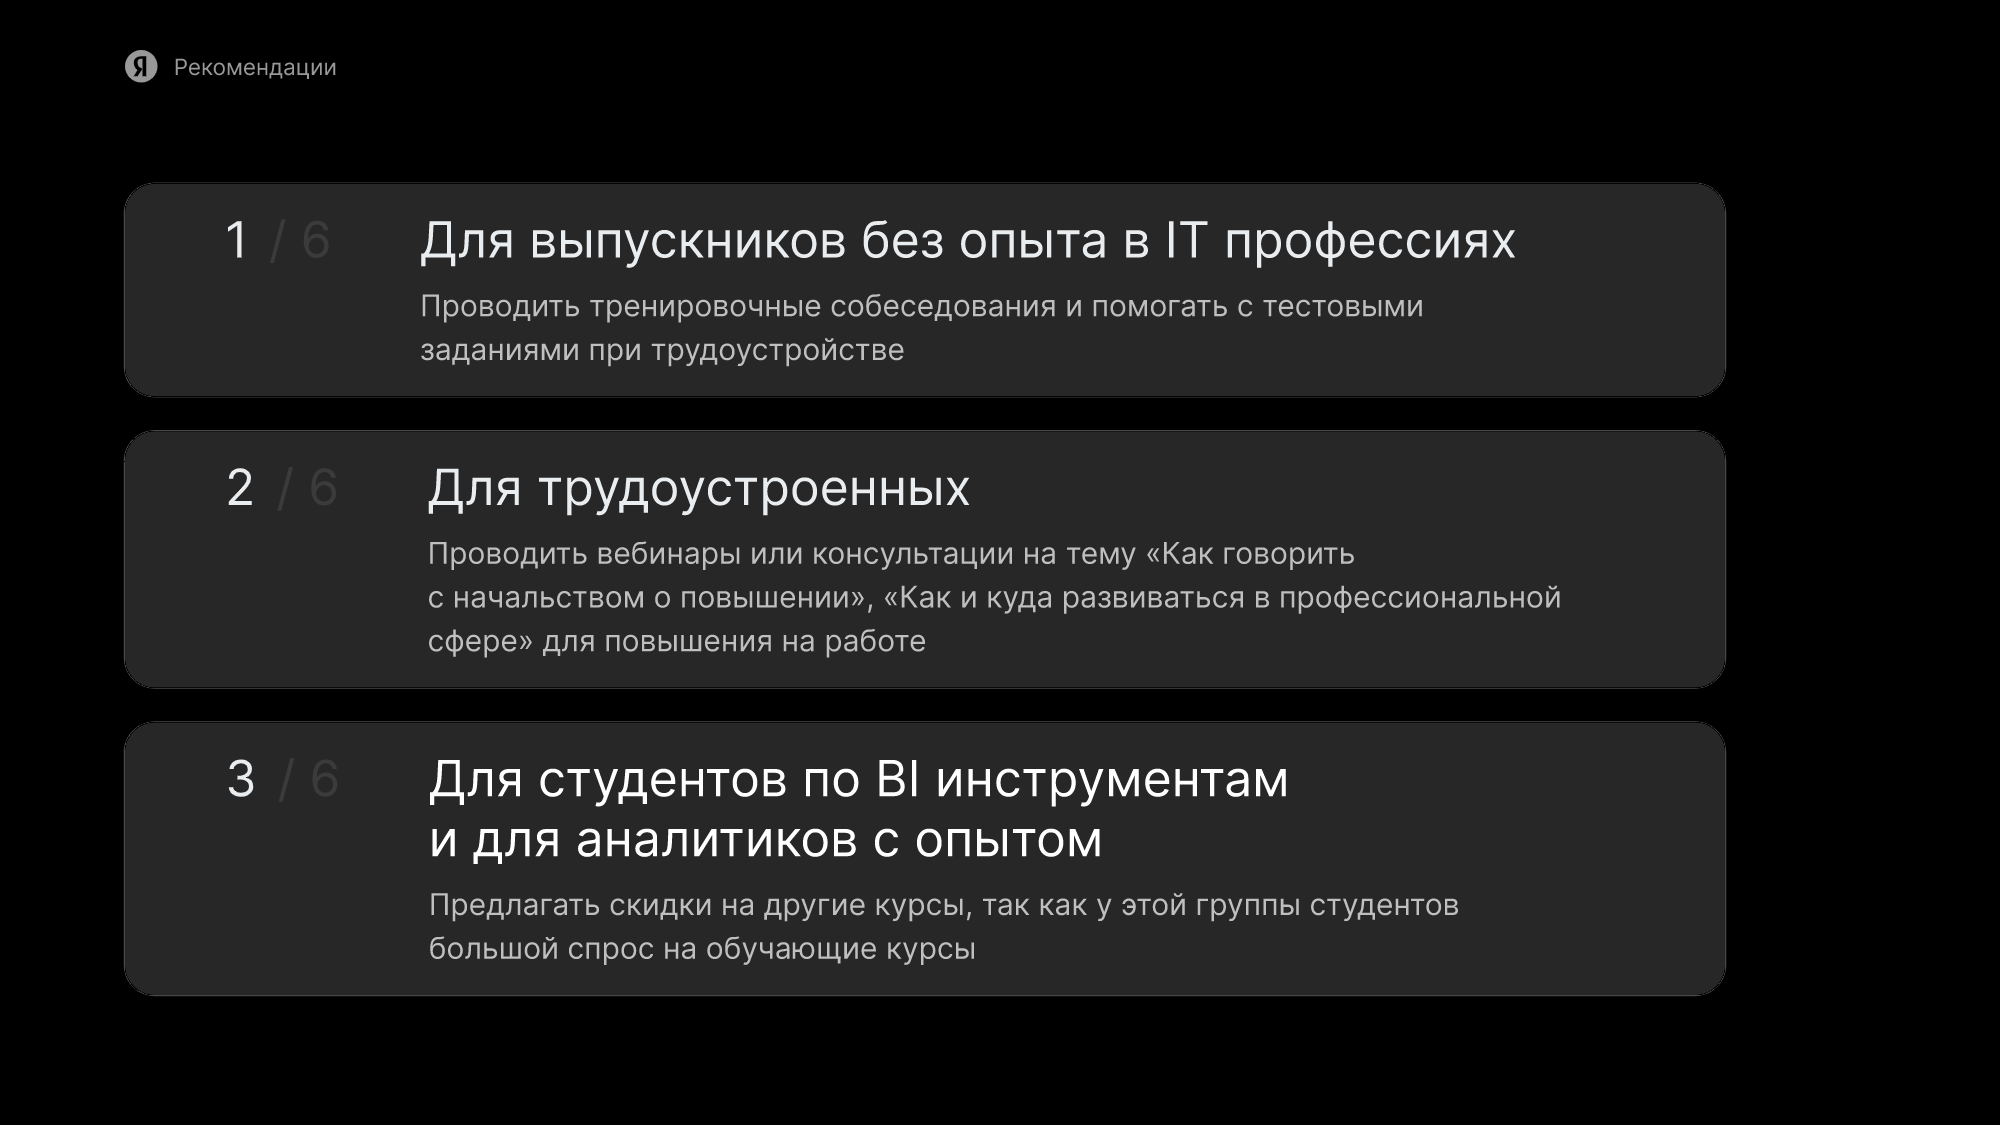 Я Рекомендации
1 / 6
Для выпускников без опыта в IT профессиях
Проводить тренировочные собеседования и помогать с тестовыми
заданиями при трудоустройстве
2 / 6
Для трудоустроенных
Проводить вебинары или консультации на тему «Как говорить
с начальством о повышении», «Как и куда развиваться в профессиональной
сфере» для повышения на работе
3 / 6
Для студентов по BI инструментам
и для аналитиков с опытом
Предлагать скидки на другие курсы, так как у этой группы студентов
большой спрос на обучающие курсы